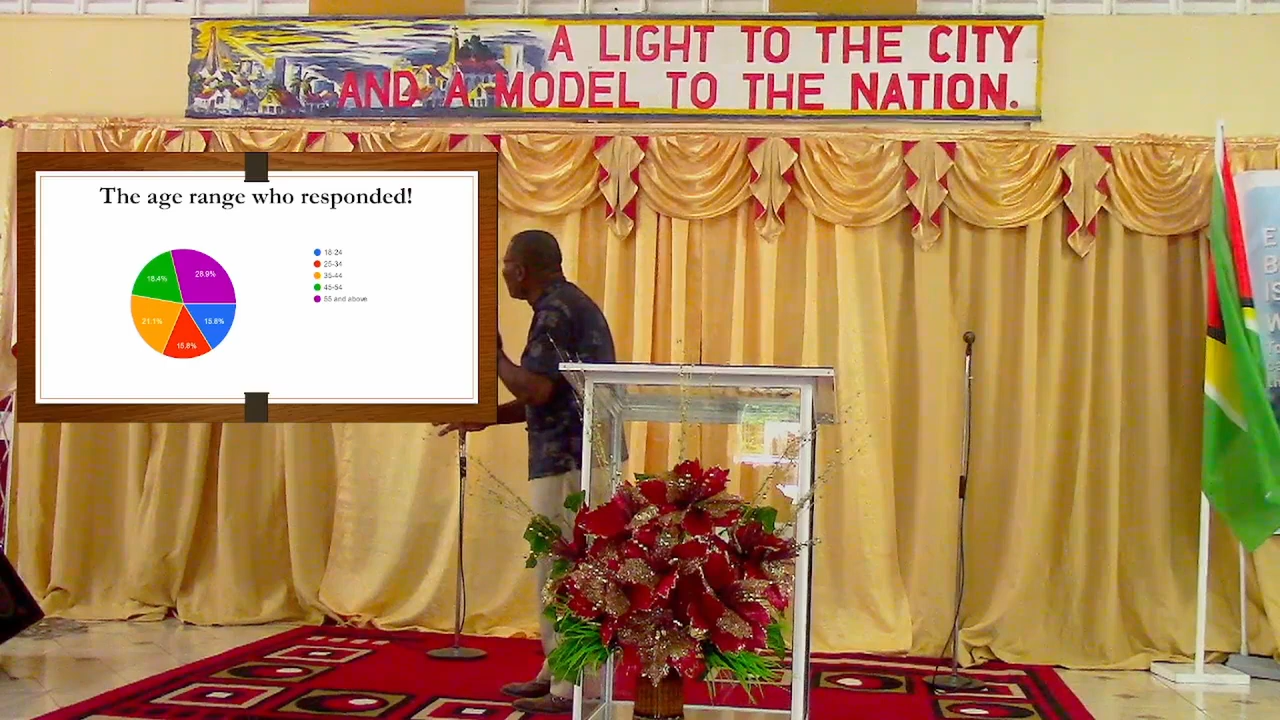 A LIGHT TO THE CITY
AND A MODEL TO THE NATION.
The age range who responded!
28.9%
18.4%
21.1%
15.8%
15.8%
18-24
25-34
35-44
45-54
55 and above